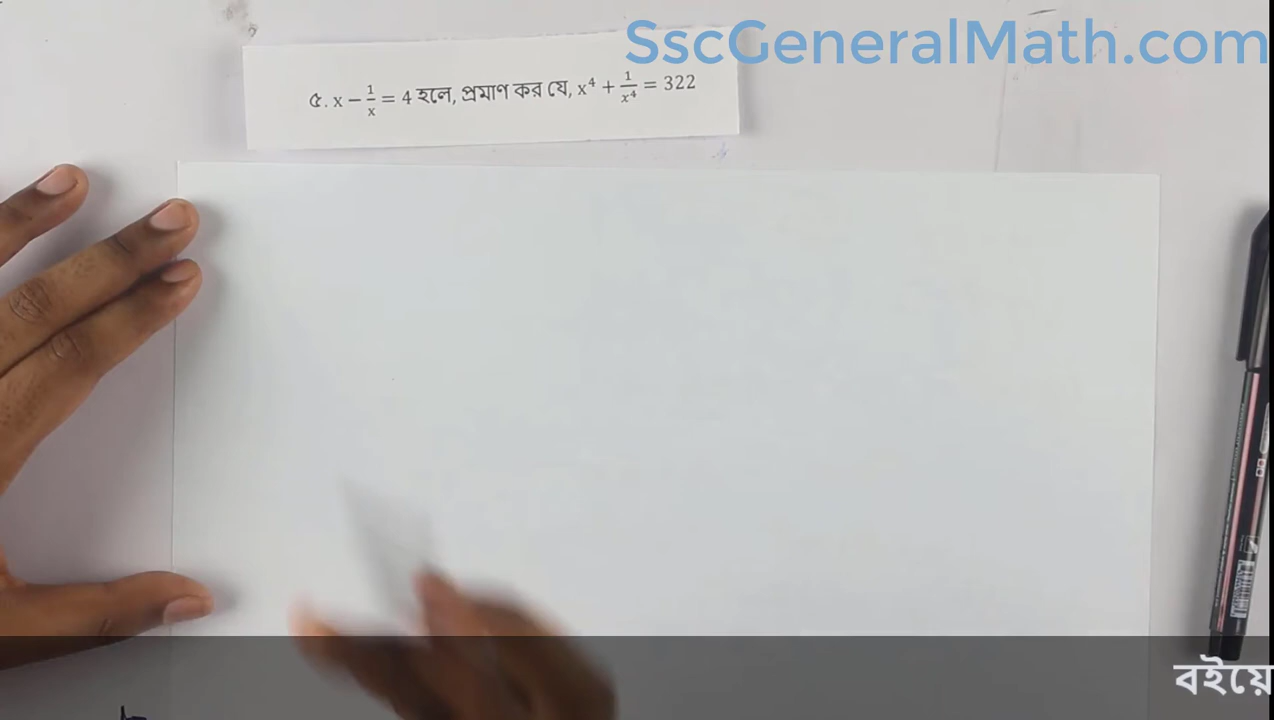 SscGeneralMath.com
৫. x − 1/x = 4 হলে, প্রমাণ কর যে, x⁴ + 1/x⁴ = 322
বইয়ে